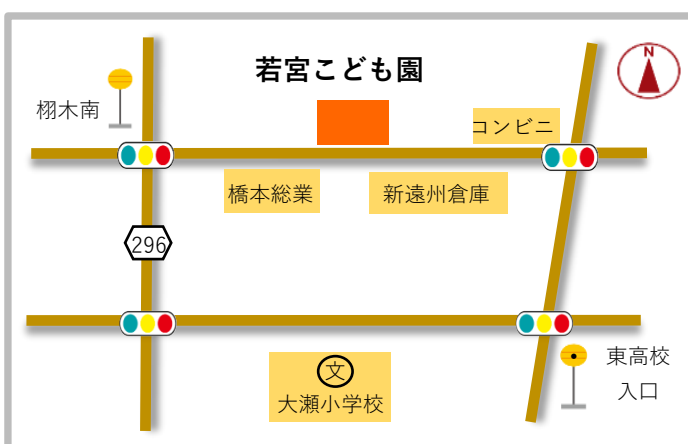 若宮こども園
N
栩木南
コンビニ
橋本総業
新遠州倉庫
296
文
大瀬小学校
東高校
入口